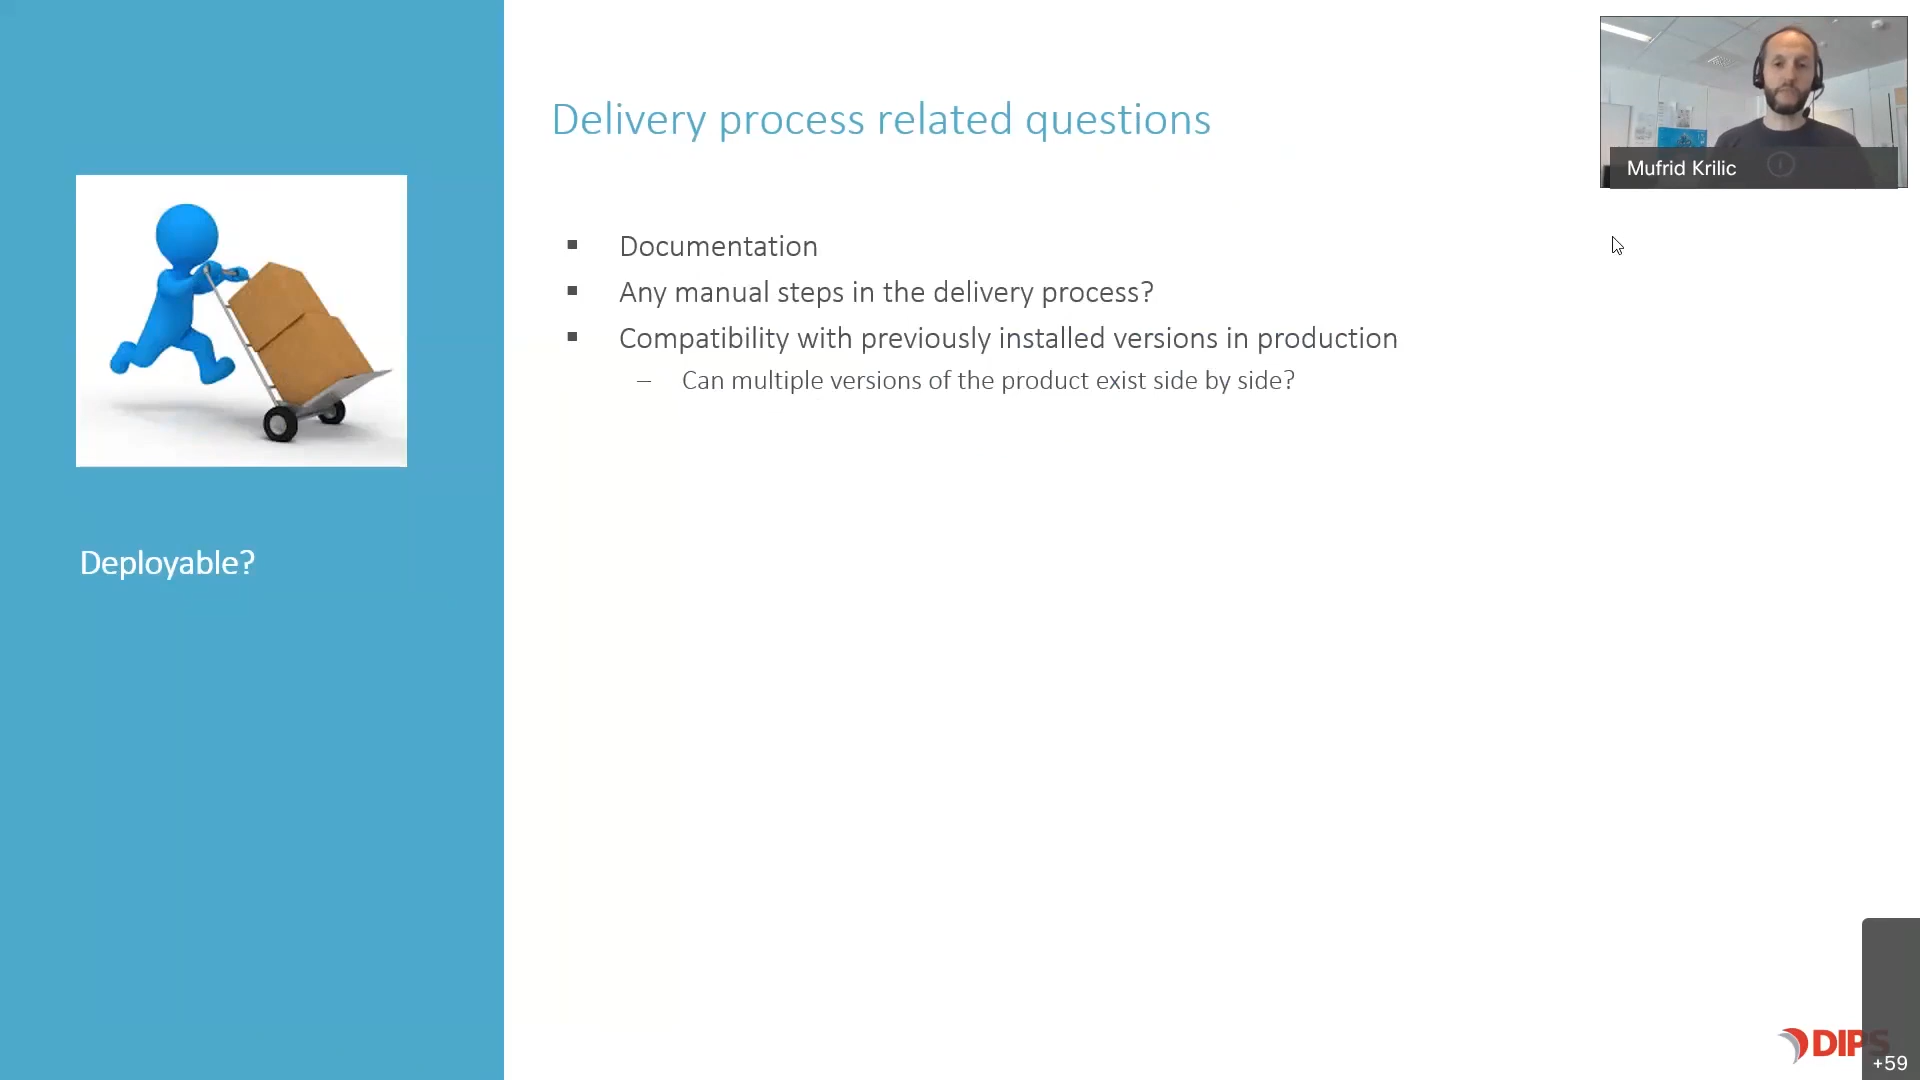 Delivery process related questions
Mufrid Krilic
Documentation
Any manual steps in the delivery process?
Compatibility with previously installed versions in production
– Can multiple versions of the product exist side by side?
Deployable?
DIPS
+59